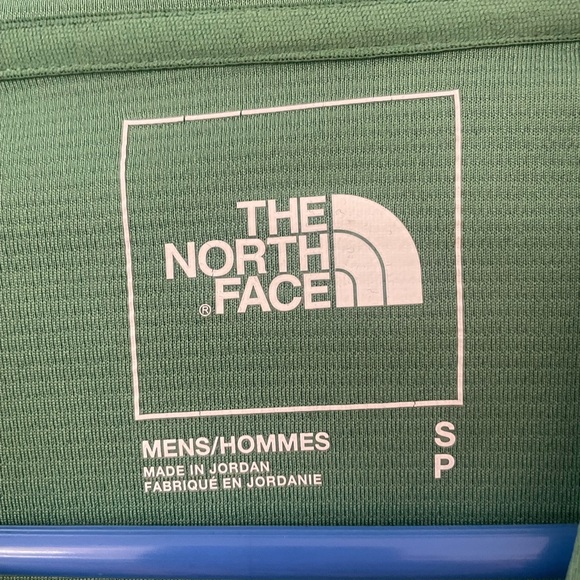 THE
NORTH
® FACE
MENS/HOMMES
S
MADE IN JORDAN
P
FABRIQUÉ EN JORDANIE